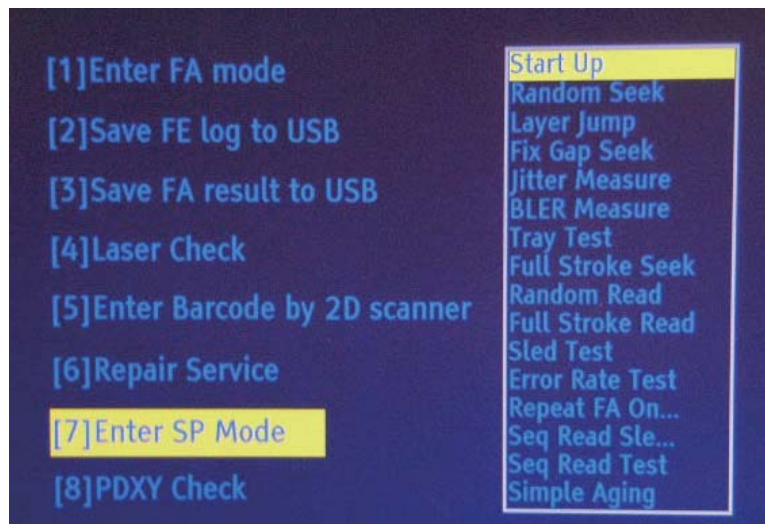 [1]Enter FA mode
[2]Save FE log to USB
[3]Save FA result to USB
[4]Laser Check
[5]Enter Barcode by 2D scanner
[6]Repair Service
[7]Enter SP Mode
[8]PDXY Check
Start Up
Random Seek
Layer Jump
Fix Gap Seek
Jitter Measure
BLER Measure
Tray Test
Full Stroke Seek
Random Read
Full Stroke Read
Sled Test
Error Rate Test
Repeat FA On...
Seq Read Sle...
Seq Read Test
Simple Aging